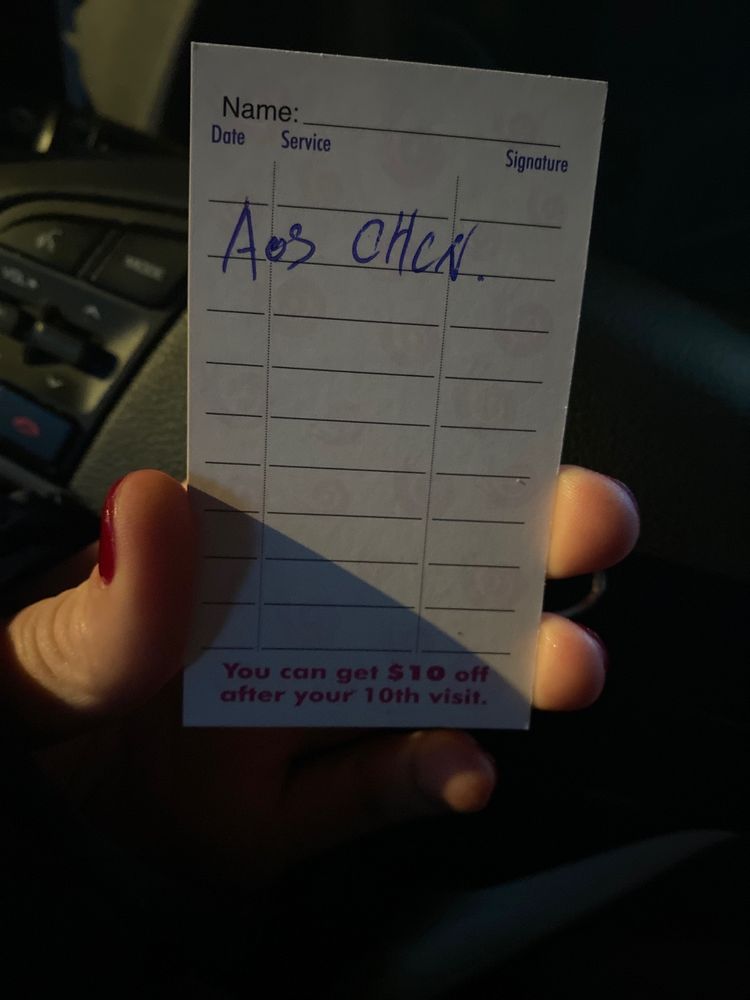 Name:
Date Service Signature
Aos CHCN.
You can get $10 off
after your 10th visit.